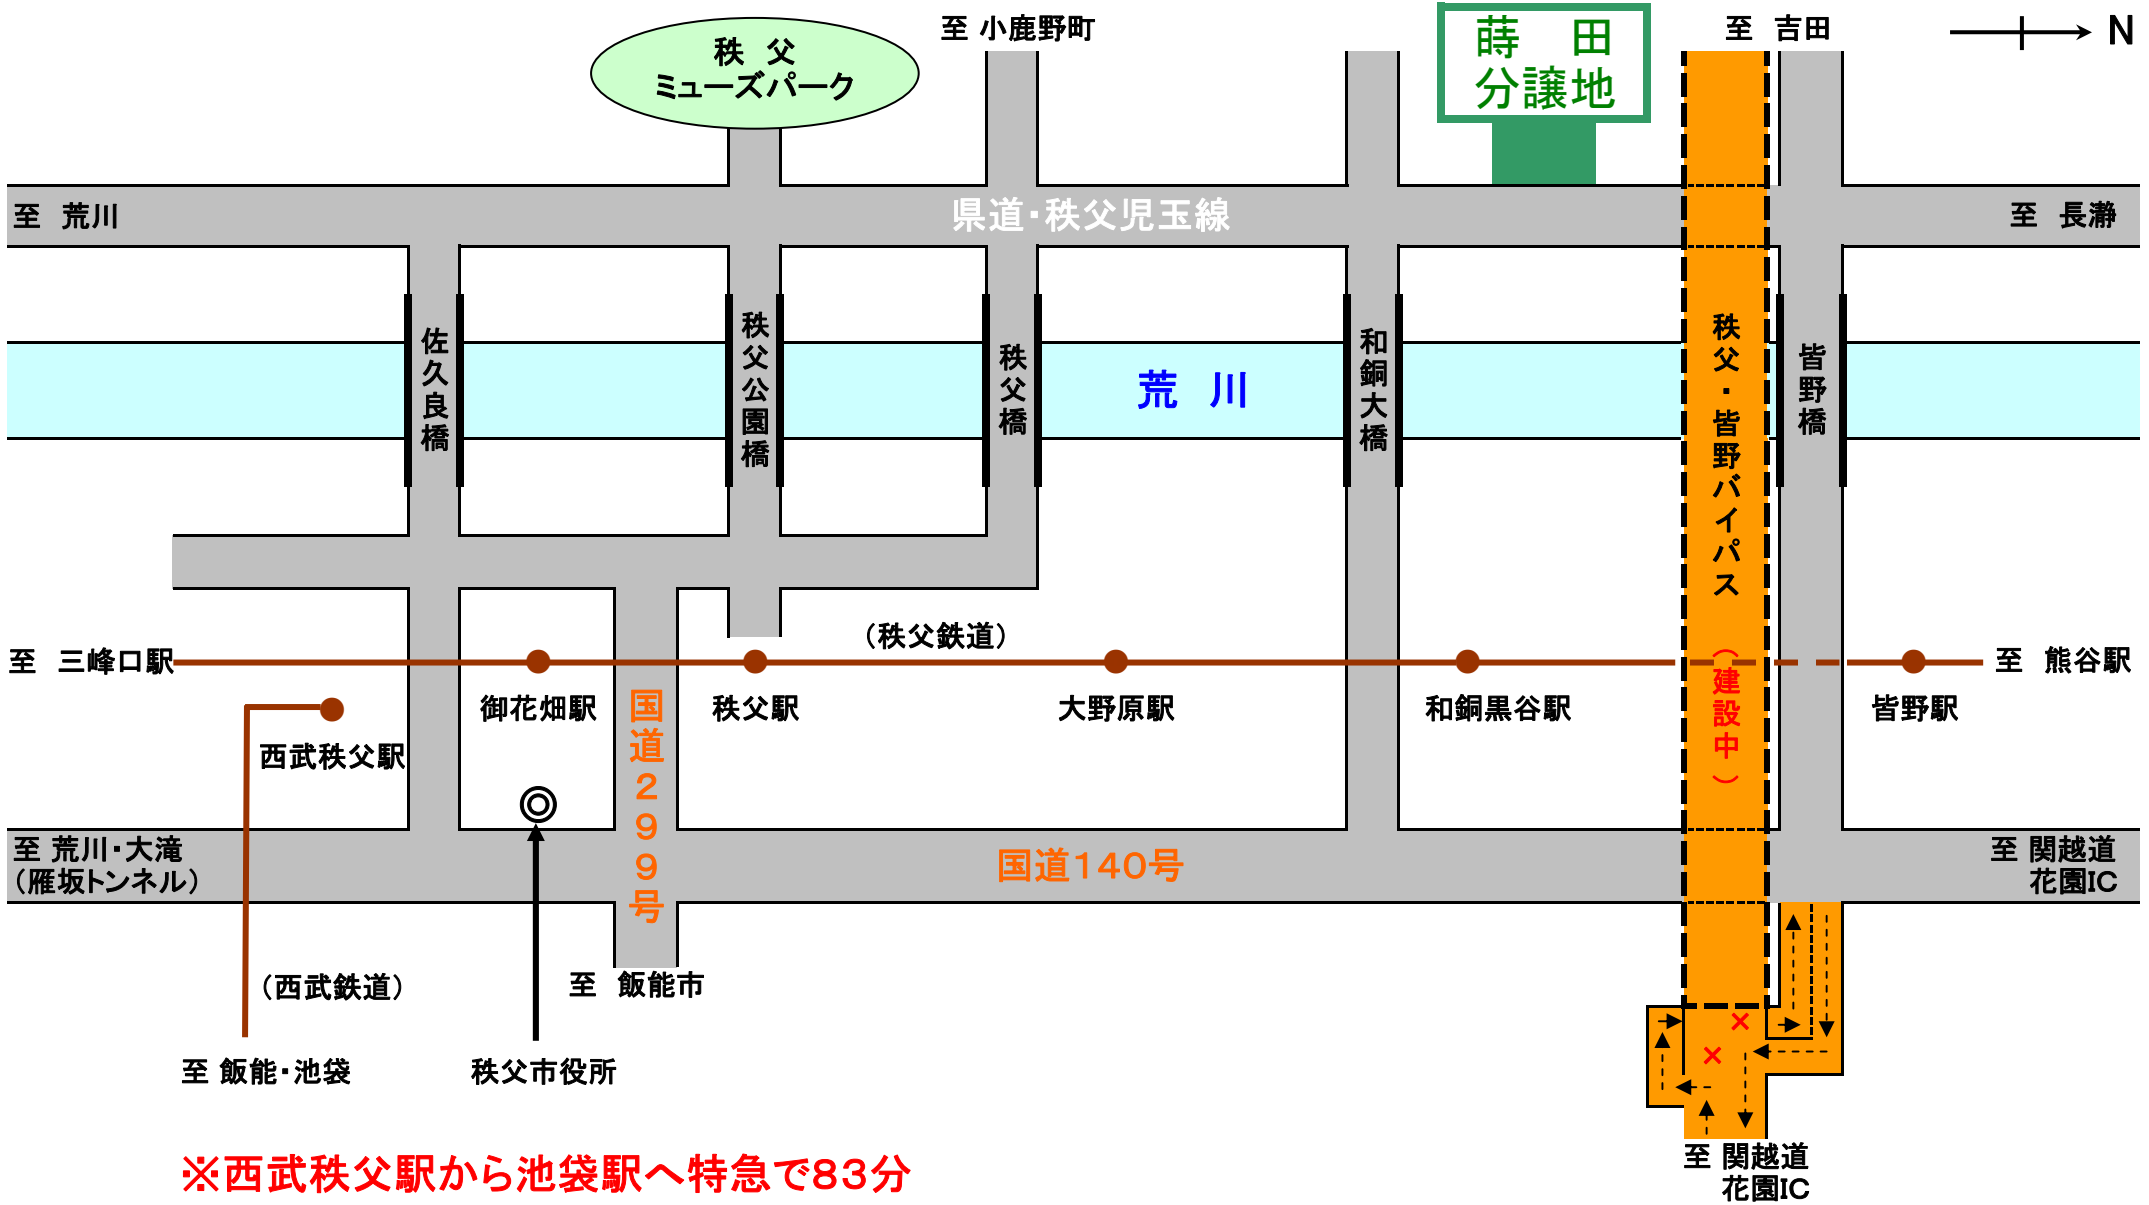 至 小鹿野町
蒔 田
分譲地
至 吉田
N
秩 父
ミューズパーク
至 荒川
県道・秩父児玉線
至 長瀞
佐久良橋
秩父公園橋
秩父橋
荒 川
和銅大橋
秩父・皆野バイパス
(建設中)
皆野橋
(秩父鉄道)
至 三峰口駅
至 熊谷駅
御花畑駅
国道299号
秩父駅
大野原駅
和銅黒谷駅
皆野駅
西武秩父駅
至 荒川・大滝
(雁坂トンネル)
国道140号
至 関越道
花園IC
(西武鉄道)
至 飯能市
至 飯能・池袋
秩父市役所
至 関越道
花園IC
※西武秩父駅から池袋駅へ特急で83分